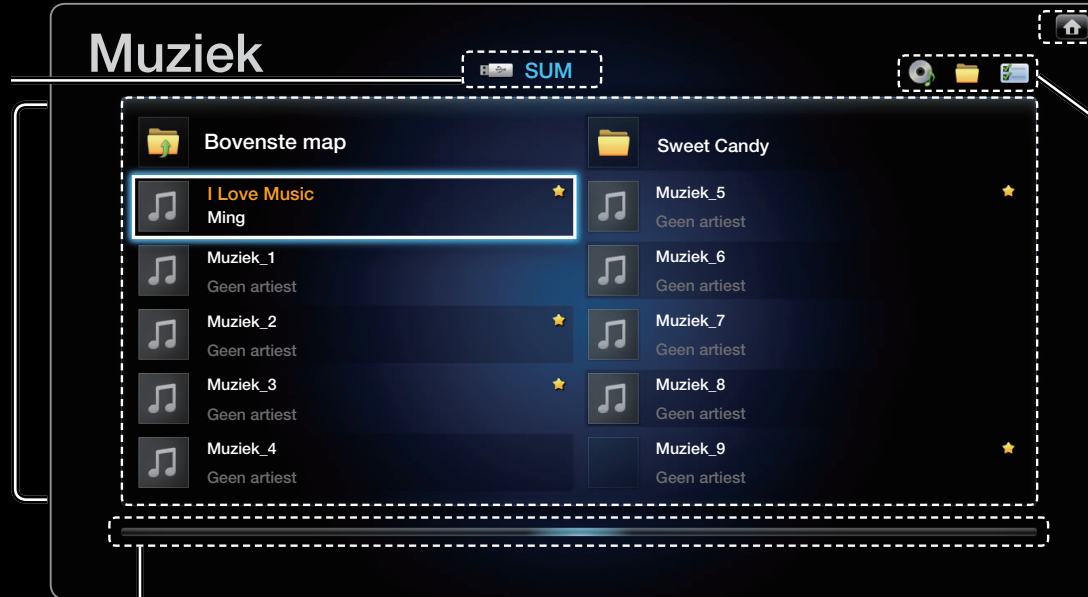 Muziek
SUM
Bovenste map
I Love Music
Ming
Muziek_1
Geen artiest
Muziek_2
Geen artiest
Muziek_3
Geen artiest
Muziek_4
Geen artiest
Sweet Candy
Muziek_5
Geen artiest
Muziek_6
Geen artiest
Muziek_7
Geen artiest
Muziek_8
Geen artiest
Muziek_9
Geen artiest